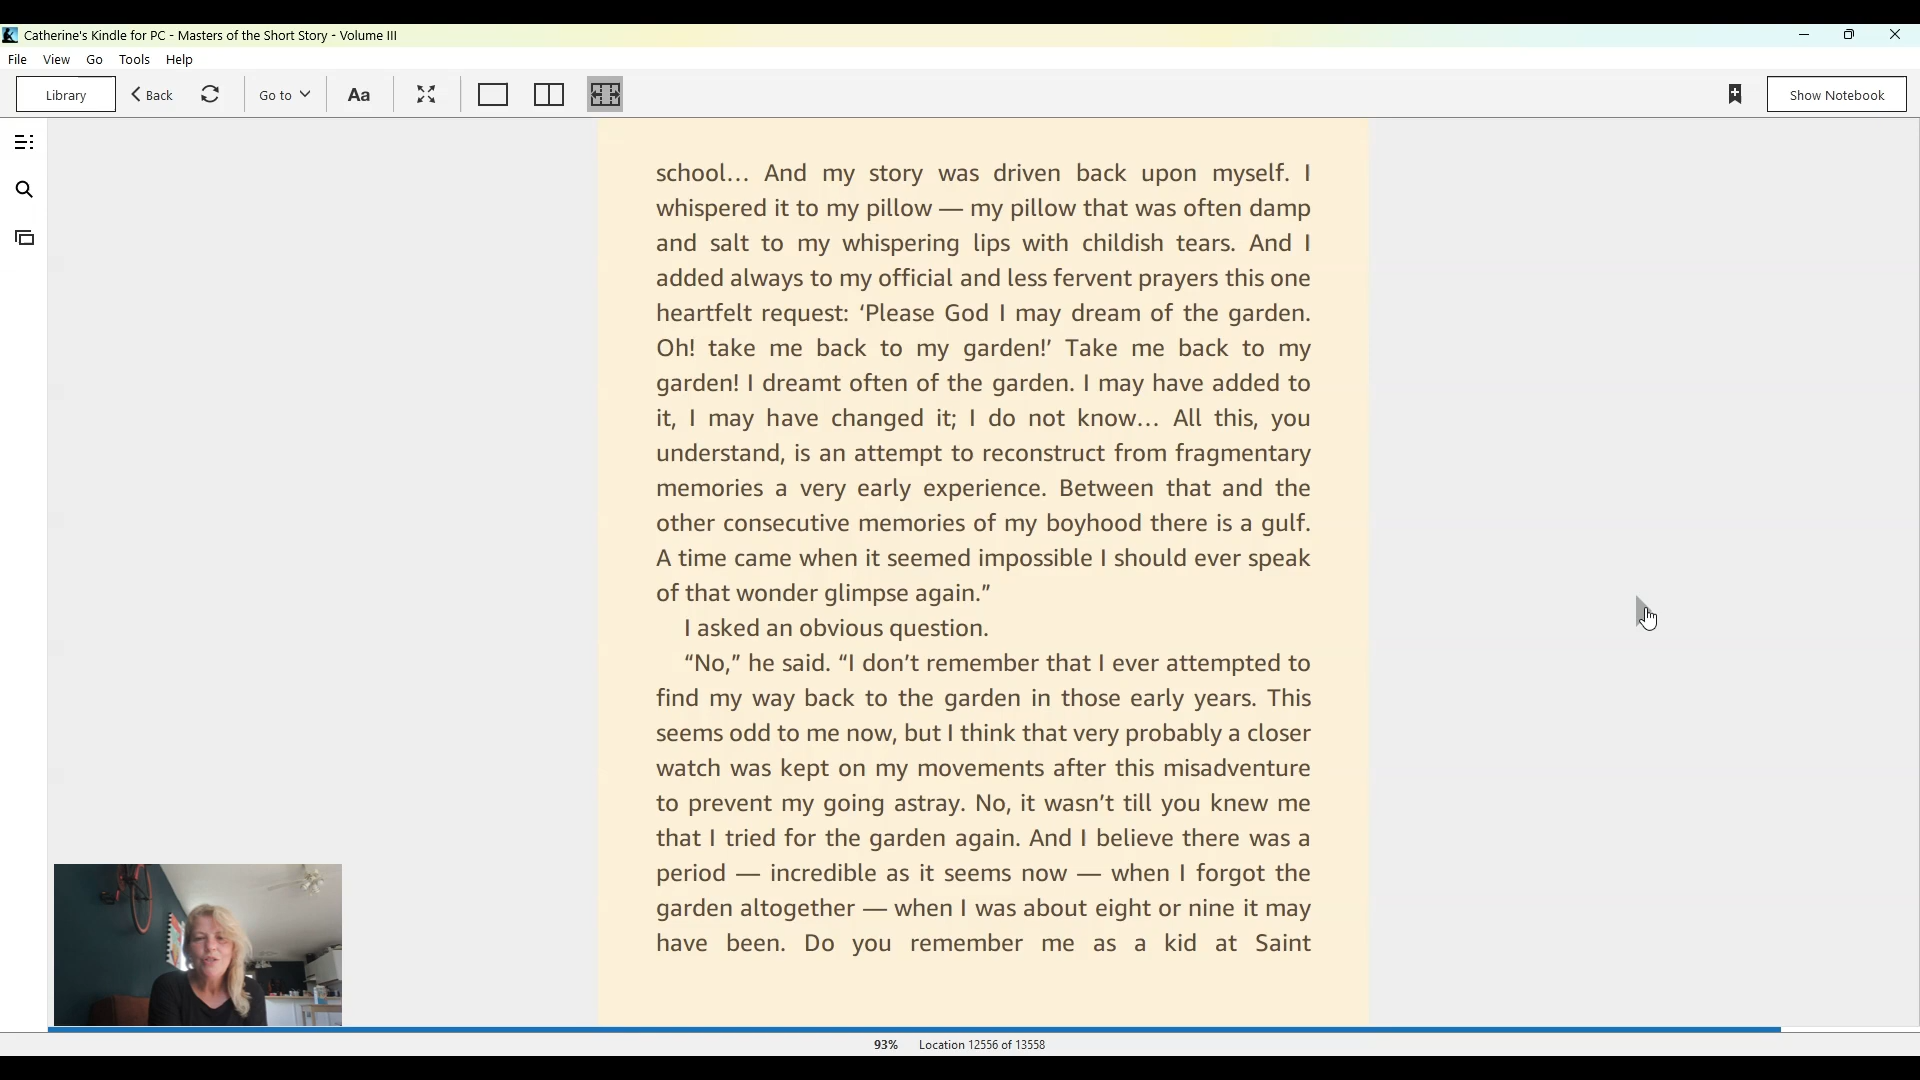 Catherine's Kindle for PC - Masters of the Short Story - Volume III
File View Go Tools Help
Library Back Go to Aa Show Notebook
school… And my story was driven back upon myself. I
whispered it to my pillow — my pillow that was often damp
and salt to my whispering lips with childish tears. And I
added always to my official and less fervent prayers this one
heartfelt request: ‘Please God I may dream of the garden.
Oh! take me back to my garden!’ Take me back to my
garden! I dreamt often of the garden. I may have added to
it, I may have changed it; I do not know… All this, you
understand, is an attempt to reconstruct from fragmentary
memories a very early experience. Between that and the
other consecutive memories of my boyhood there is a gulf.
A time came when it seemed impossible I should ever speak
of that wonder glimpse again.”
I asked an obvious question.
“No,” he said. “I don’t remember that I ever attempted to
find my way back to the garden in those early years. This
seems odd to me now, but I think that very probably a closer
watch was kept on my movements after this misadventure
to prevent my going astray. No, it wasn’t till you knew me
that I tried for the garden again. And I believe there was a
period — incredible as it seems now — when I forgot the
garden altogether — when I was about eight or nine it may
have been. Do you remember me as a kid at Saint
93% Location 12556 of 13558